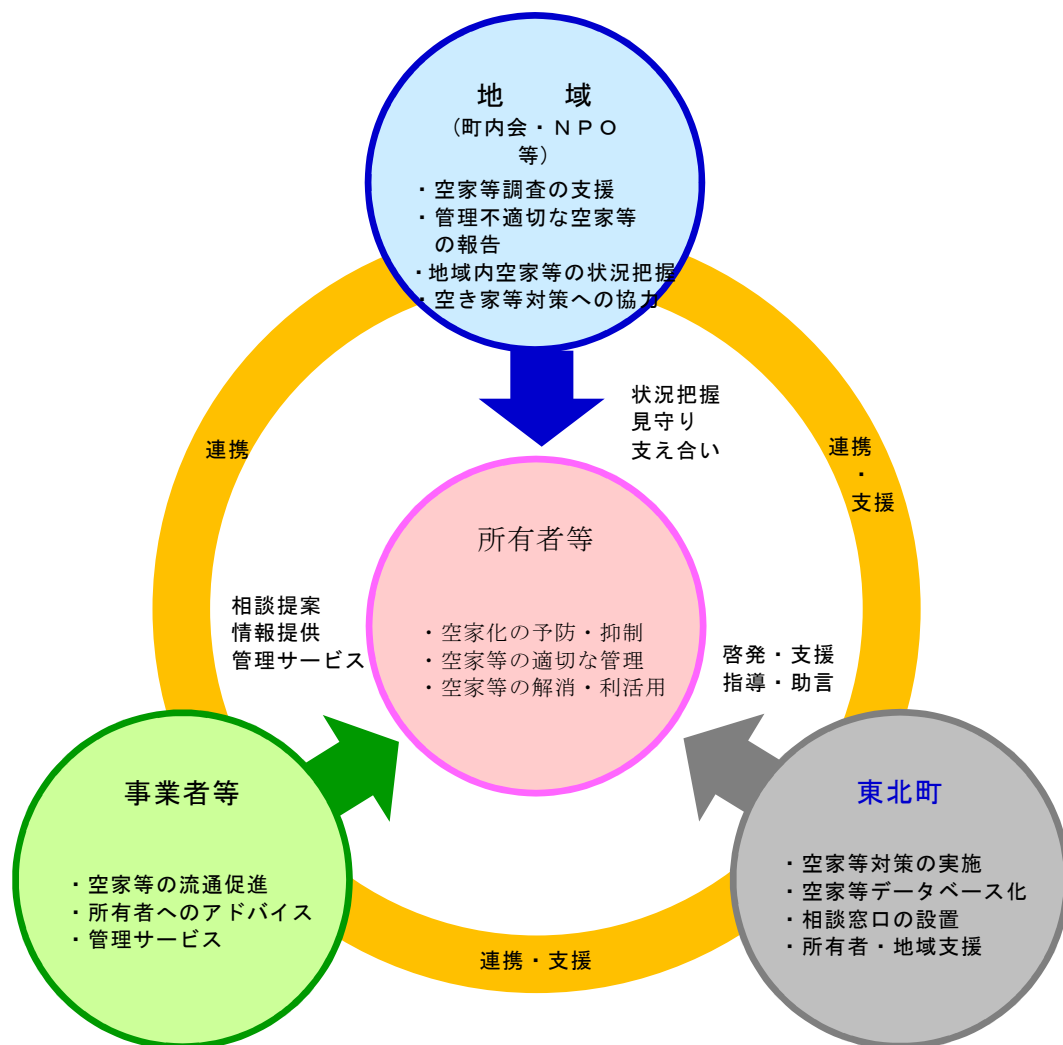 地　　域
(町内会・ＮＰＯ
等)
・空家等調査の支援
・管理不適切な空家等
の報告
・地域内空家等の状況把握
・空き家等対策への協力
状況把握
見守り
支え合い
連携
連携
・
支援
所有者等
・空家化の予防・抑制
・空家等の適切な管理
・空家等の解消・利活用
相談提案
情報提供
管理サービス
啓発・支援
指導・助言
事業者等
・空家等の流通促進
・所有者へのアドバイス
・管理サービス
東北町
・空家等対策の実施
・空家等データベース化
・相談窓口の設置
・所有者・地域支援
連携・支援